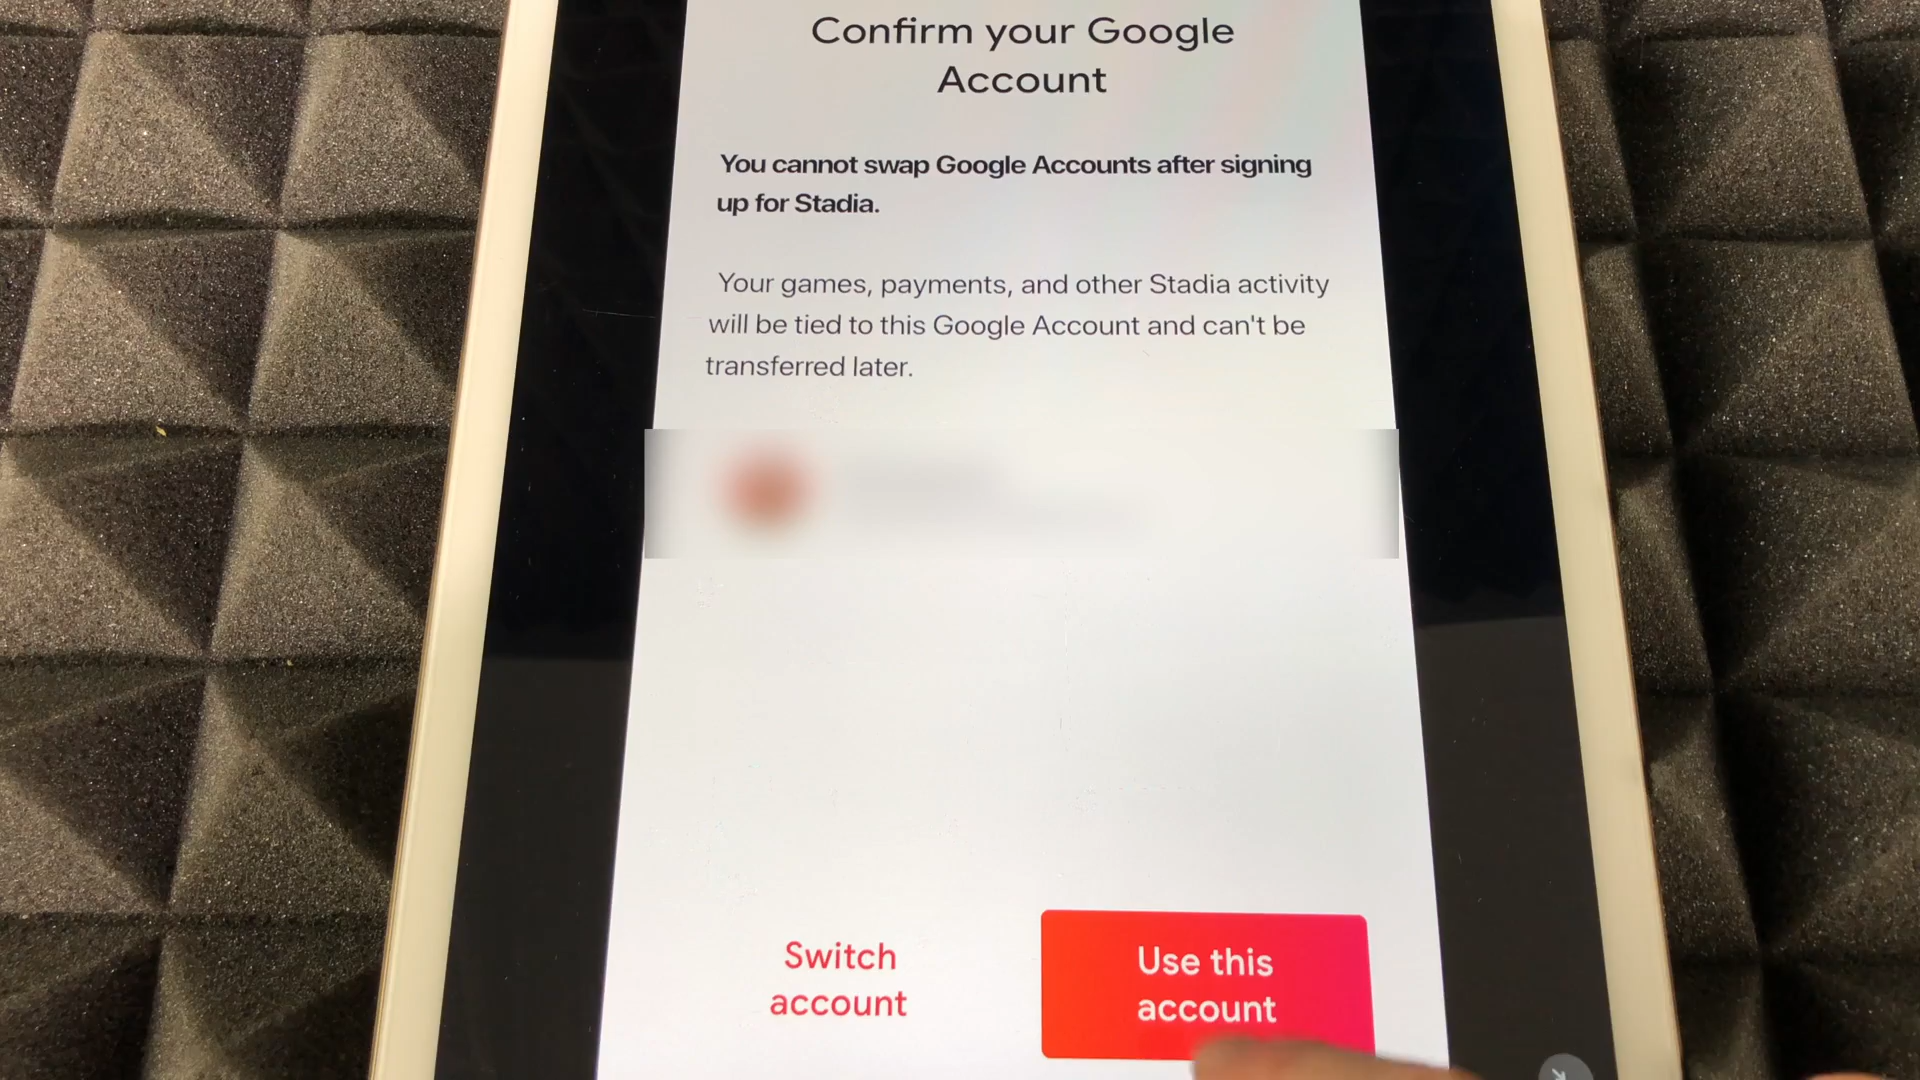 Confirm your Google
Account
You cannot swap Google Accounts after signing
up for Stadia.
Your games, payments, and other Stadia activity
will be tied to this Google Account and can't be
transferred later.
Switch
account
Use this
account